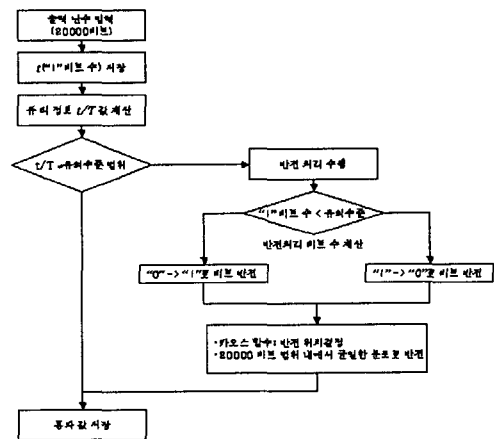 출력 난수 입력
(20000비트)
t("1"비트 수) 저장
유의 정보 t/T 값 계산
t/T =유의수준 범위
반전 처리 수행
"1"비트 수 < 유의수준
반전처리 비트 수 계산
"0"->"1"로 비트 반전
"1"->"0"로 비트 반전
·카오스 함수: 반전 위치결정
·20000 비트 범위 내에서 균일한 분포로 반전
통과 값 저장